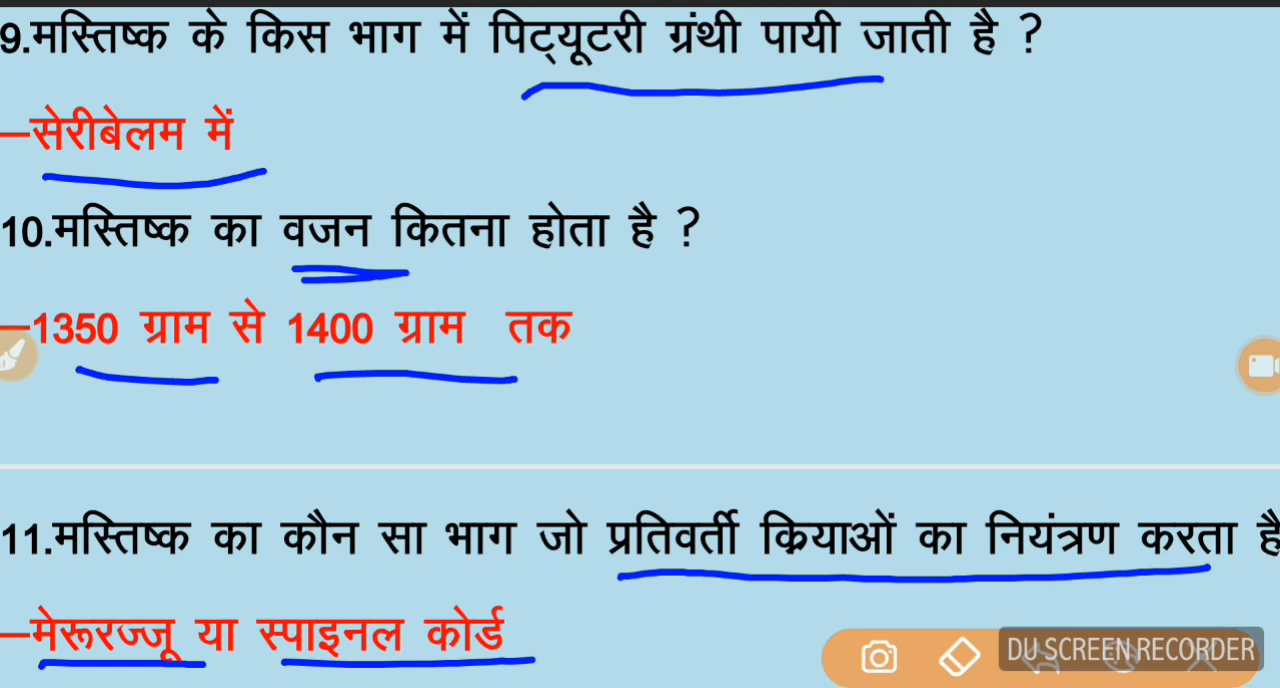 9.मस्तिष्क के किस भाग में पिट्यूटरी ग्रंथी पायी जाती है ?
–सेरीबेलम में
10.मस्तिष्क का वजन कितना होता है ?
–1350 ग्राम से 1400 ग्राम तक
11.मस्तिष्क का कौन सा भाग जो प्रतिवर्ती क्रियाओं का नियंत्रण करता है
–मेरूरज्जू या स्पाइनल कोर्ड
DU SCREEN RECORDER